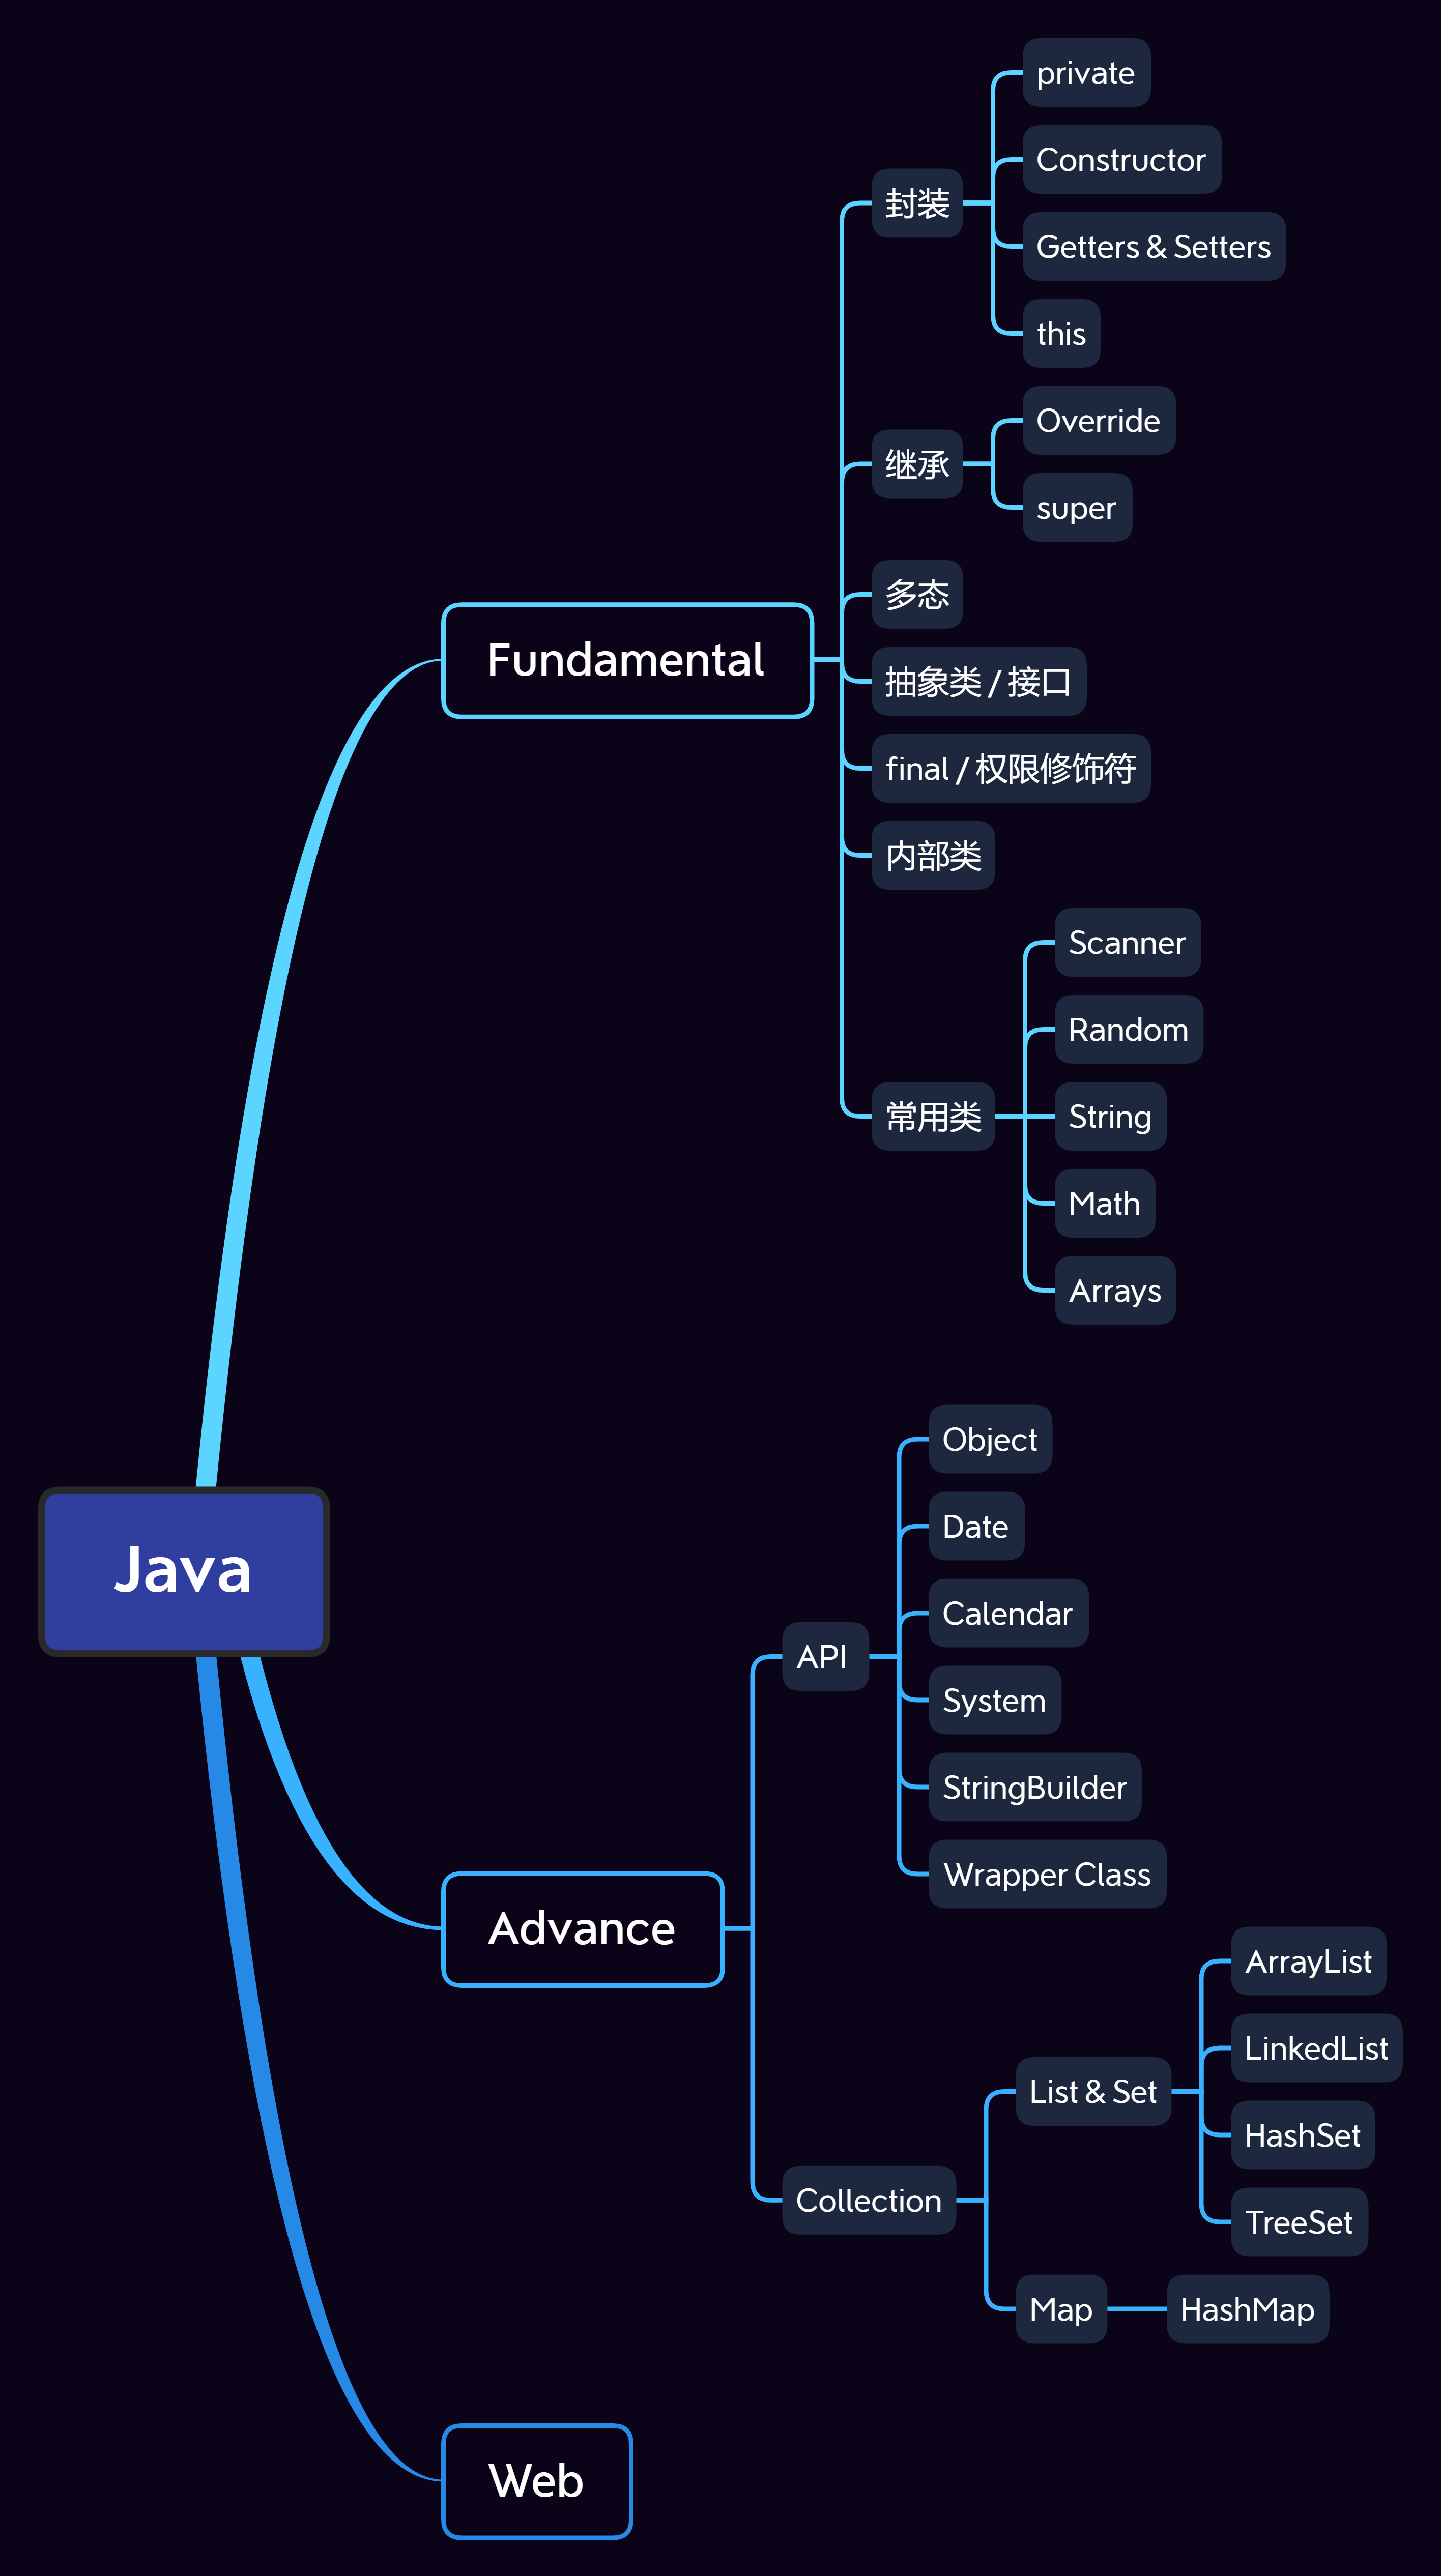 private
Constructor
封装
Getters & Setters
this
Override
继承
super
多态
Fundamental
抽象类 / 接口
final / 权限修饰符
内部类
Scanner
Random
常用类
String
Math
Arrays
Object
Date
Java
Calendar
API
System
StringBuilder
Wrapper Class
Advance
ArrayList
LinkedList
List & Set
HashSet
Collection
TreeSet
Map
HashMap
Web